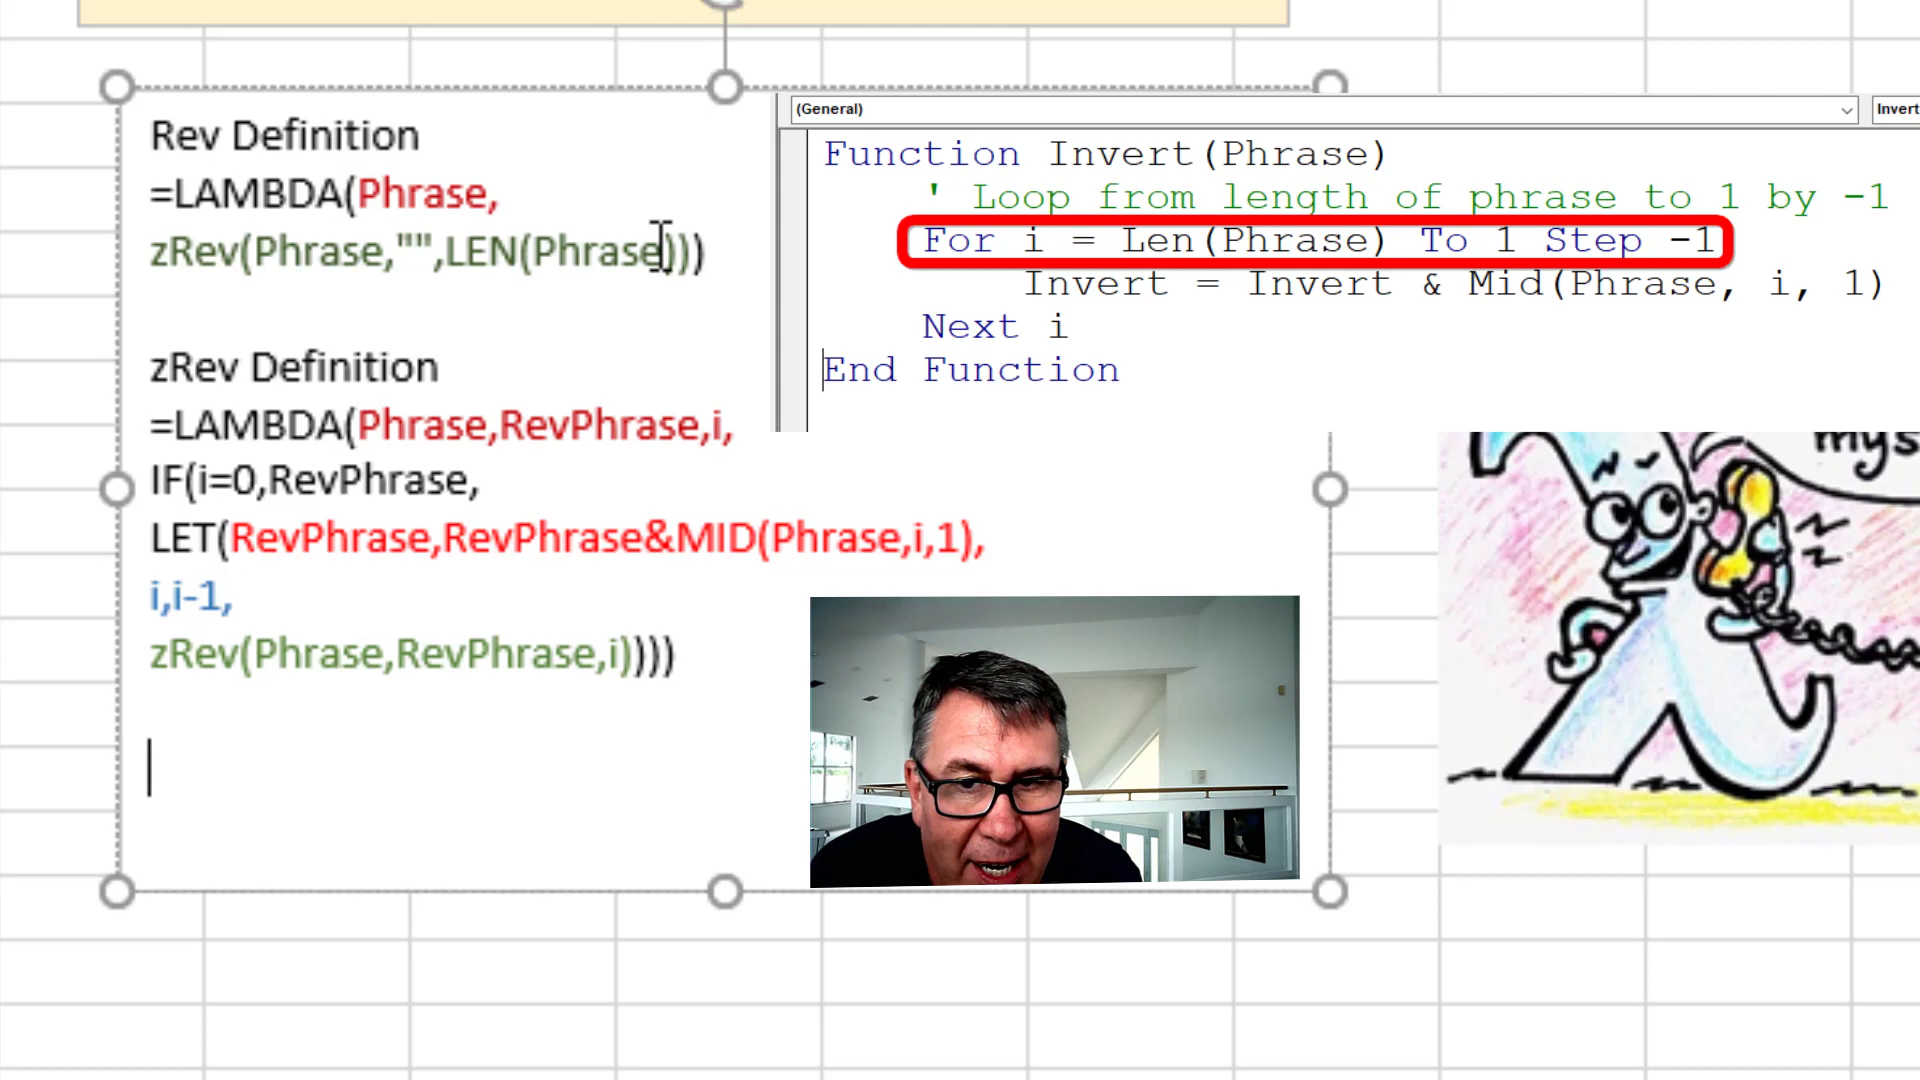 Rev Definition
=LAMBDA(Phrase,
zRev(Phrase,"",LEN(Phrase)))
zRev Definition
=LAMBDA(Phrase,RevPhrase,i,
IF(i=0,RevPhrase,
LET(RevPhrase,RevPhrase&MID(Phrase,i,1),
i,i-1,
zRev(Phrase,RevPhrase,i))))
(General)
Invert
Function Invert(Phrase)
' Loop from length of phrase to 1 by -1
For i = Len(Phrase) To 1 Step -1
Invert = Invert & Mid(Phrase, i, 1)
Next i
End Function